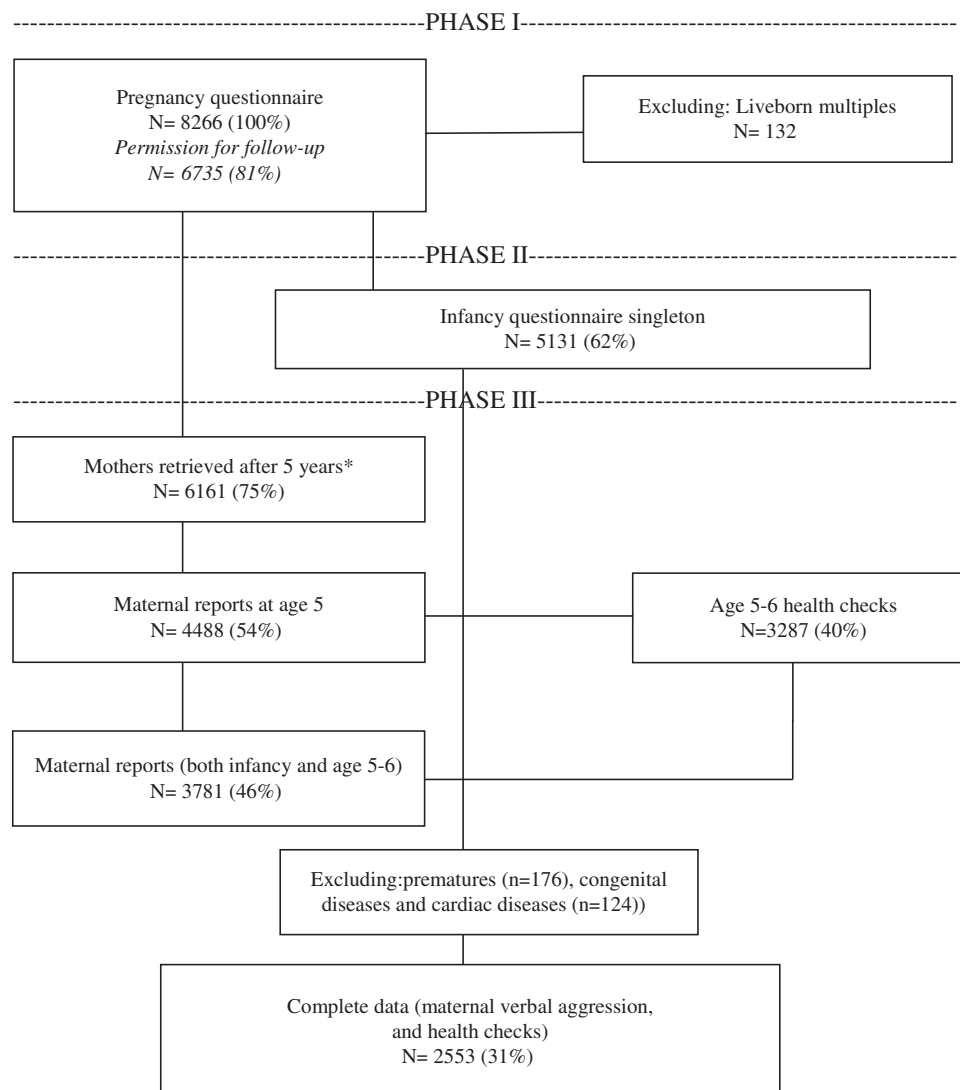 PHASE I
Pregnancy questionnaire
N= 8266 (100%)
Permission for follow-up
N= 6735 (81%)
Excluding: Liveborn multiples
N= 132
PHASE II
Infancy questionnaire singleton
N= 5131 (62%)
PHASE III
Mothers retrieved after 5 years*
N= 6161 (75%)
Maternal reports at age 5
N= 4488 (54%)
Age 5-6 health checks
N=3287 (40%)
Maternal reports (both infancy and age 5-6)
N= 3781 (46%)
Excluding:prematures (n=176), congenital
diseases and cardiac diseases (n=124))
Complete data (maternal verbal aggression,
and health checks)
N= 2553 (31%)